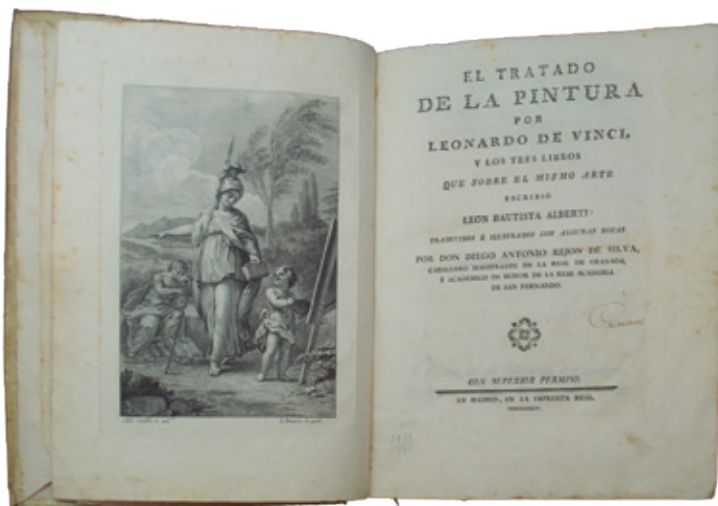 EL TRATADO
DE LA PINTURA
POR
LEONARDO DE VINCI,
Y LOS TRES LIBROS
QUE SOBRE EL MISMO ARTE
ESCRIBIÓ
LEON BAUTISTA ALBERTI
TRADUCIDOS É ILUSTRADOS CON ALGUNAS NOTAS
POR DON DIEGO ANTONIO REJON DE SILVA,
CABALLERO MAESTRANTE DE LA REAL DE GRANADA,
Y ACADÉMICO DE HONOR DE LA REAL ACADEMIA
DE SAN FERNANDO
CON SUPERIOR PERMISO.
EN MADRID, EN LA IMPRENTA REAL